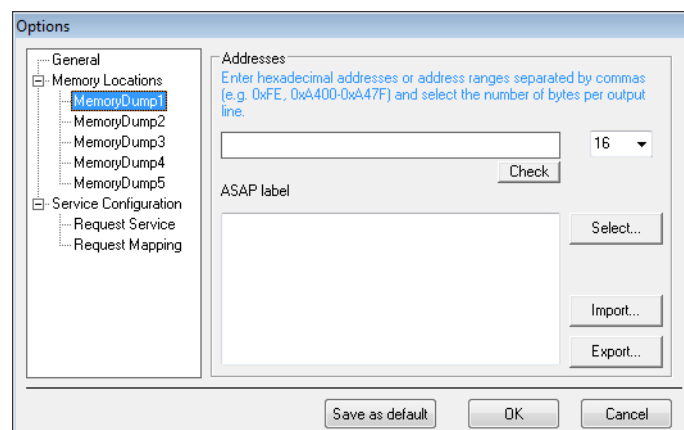 Options
General
Memory Locations
MemoryDump1
MemoryDump2
MemoryDump3
MemoryDump4
MemoryDump5
Service Configuration
Request Service
Request Mapping
Addresses
Enter hexadecimal addresses or address ranges separated by commas
(e.g. 0xFE, 0xA400-0xA47F) and select the number of bytes per output
line.
16
Check
ASAP label
Select...
Import...
Export...
Save as default
OK
Cancel